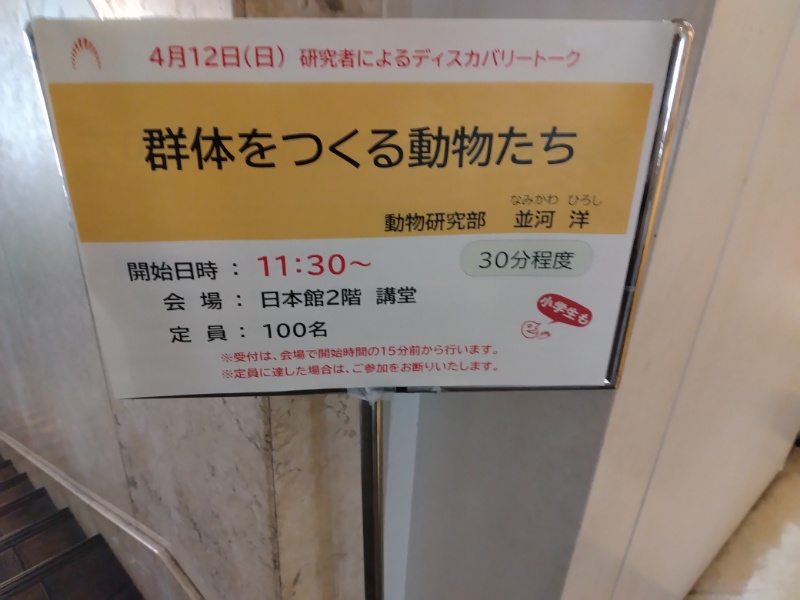 4月12日(日) 研究者によるディスカバリートーク
群体をつくる動物たち
なみかわ ひろし
動物研究部 並河 洋
開始日時 : 11:30~
30分程度
会場 : 日本館2階 講堂
小学生も
定員 : 100名
※受付は、会場で開始時間の15分前から行います。
※定員に達した場合は、ご参加をお断りいたします。